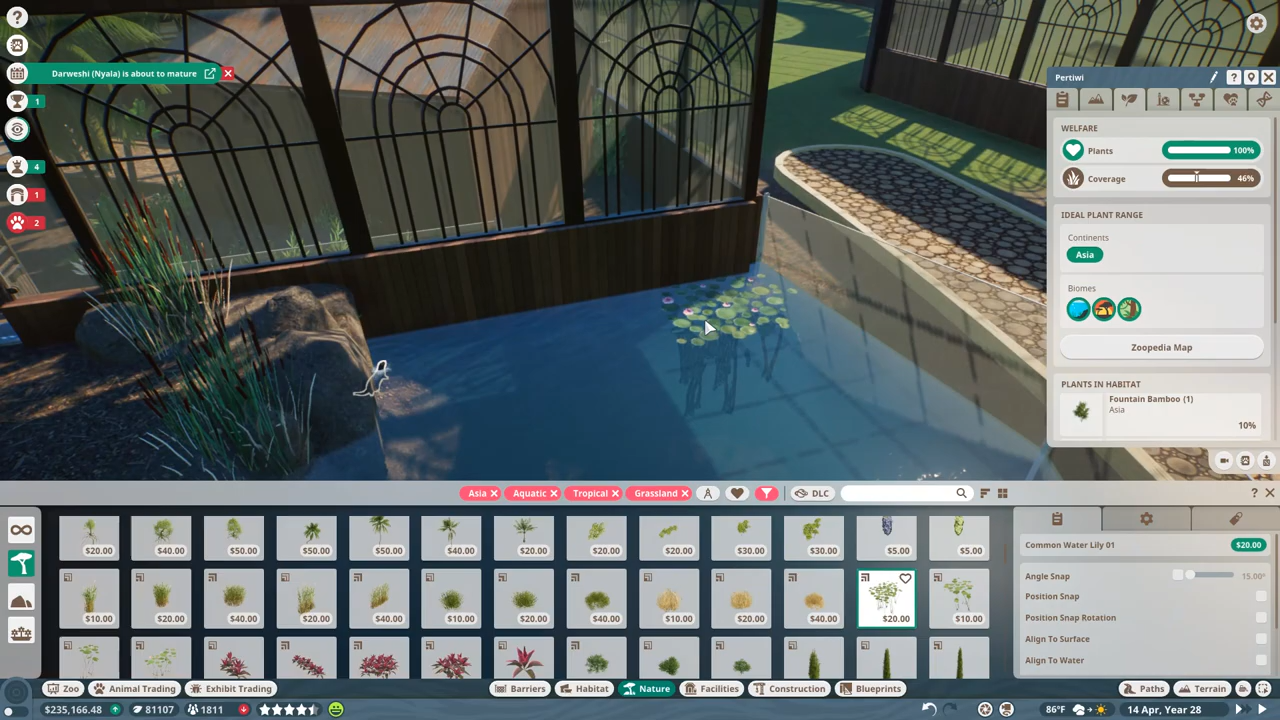 Darweshi (Nyala) is about to mature
1
4
1
2
Pertiwi
?
WELFARE
Plants 100%
Coverage 46%
IDEAL PLANT RANGE
Continents
Asia
Biomes
Zoopedia Map
PLANTS IN HABITAT
Fountain Bamboo (1)
Asia
10%
Asia Aquatic Tropical Grassland DLC
$20.00 $40.00 $50.00 $50.00 $50.00 $40.00 $20.00 $20.00 $20.00 $30.00 $30.00 $5.00 $5.00
$10.00 $20.00 $40.00 $20.00 $40.00 $10.00 $20.00 $40.00 $10.00 $20.00 $40.00 $20.00 $10.00
Common Water Lily 01 $20.00
Angle Snap 15.00°
Position Snap
Position Snap Rotation
Align To Surface
Align To Water
Zoo Animal Trading Exhibit Trading Barriers Habitat Nature Facilities Construction Blueprints Paths Terrain
$235,166.48 81107 1811 86°F 14 Apr, Year 28